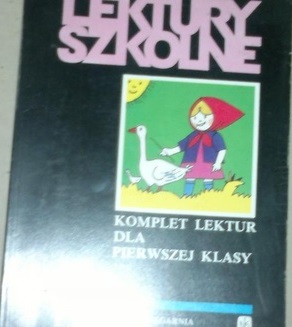 LEKTURY
SZKOLNE
KOMPLET LEKTUR
DLA
PIERWSZEJ KLASY